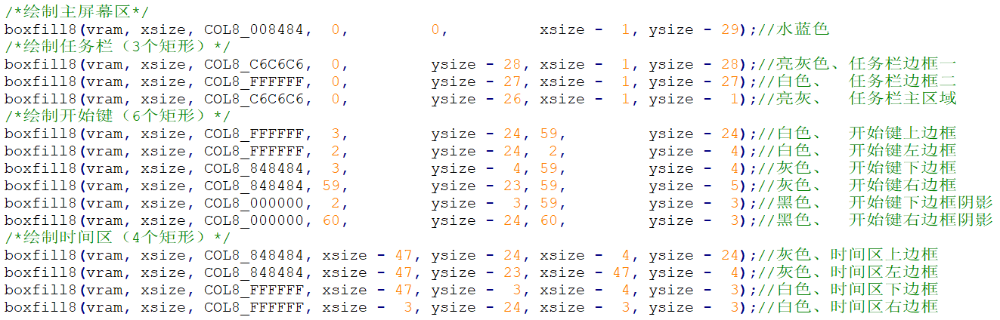 /*绘制主屏幕区*/
boxfill8(vram, xsize, COL8_008484,  0,         0,         xsize -  1, ysize - 29);//水蓝色
/*绘制任务栏（3个矩形）*/
boxfill8(vram, xsize, COL8_C6C6C6,  0,         ysize - 28, xsize -  1, ysize - 28);//亮灰色、任务栏边框一
boxfill8(vram, xsize, COL8_FFFFFF,  0,         ysize - 27, xsize -  1, ysize - 27);//白色、  任务栏边框二
boxfill8(vram, xsize, COL8_C6C6C6,  0,         ysize - 26, xsize -  1, ysize -  1);//亮灰、  任务栏主区域
/*绘制开始键（6个矩形）*/
boxfill8(vram, xsize, COL8_FFFFFF,  3,         ysize - 24, 59,         ysize - 24);//白色、  开始键上边框
boxfill8(vram, xsize, COL8_FFFFFF,  2,         ysize - 24,  2,         ysize -  4);//白色、  开始键左边框
boxfill8(vram, xsize, COL8_848484,  3,         ysize -  4, 59,         ysize -  4);//灰色、  开始键下边框
boxfill8(vram, xsize, COL8_848484, 59,         ysize - 23, 59,         ysize -  5);//灰色、  开始键右边框
boxfill8(vram, xsize, COL8_000000,  2,         ysize -  3, 59,         ysize -  3);//黑色、  开始键下边框阴影
boxfill8(vram, xsize, COL8_000000, 60,         ysize - 24, 60,         ysize -  3);//黑色、  开始键右边框阴影
/*绘制时间区（4个矩形）*/
boxfill8(vram, xsize, COL8_848484, xsize - 47, ysize - 24, xsize -  4, ysize - 24);//灰色、时间区上边框
boxfill8(vram, xsize, COL8_848484, xsize - 47, ysize - 23, xsize - 47, ysize -  4);//灰色、时间区左边框
boxfill8(vram, xsize, COL8_FFFFFF, xsize - 47, ysize -  3, xsize -  4, ysize -  3);//白色、时间区下边框
boxfill8(vram, xsize, COL8_FFFFFF, xsize -  3, ysize - 24, xsize -  3, ysize -  3);//白色、时间区右边框